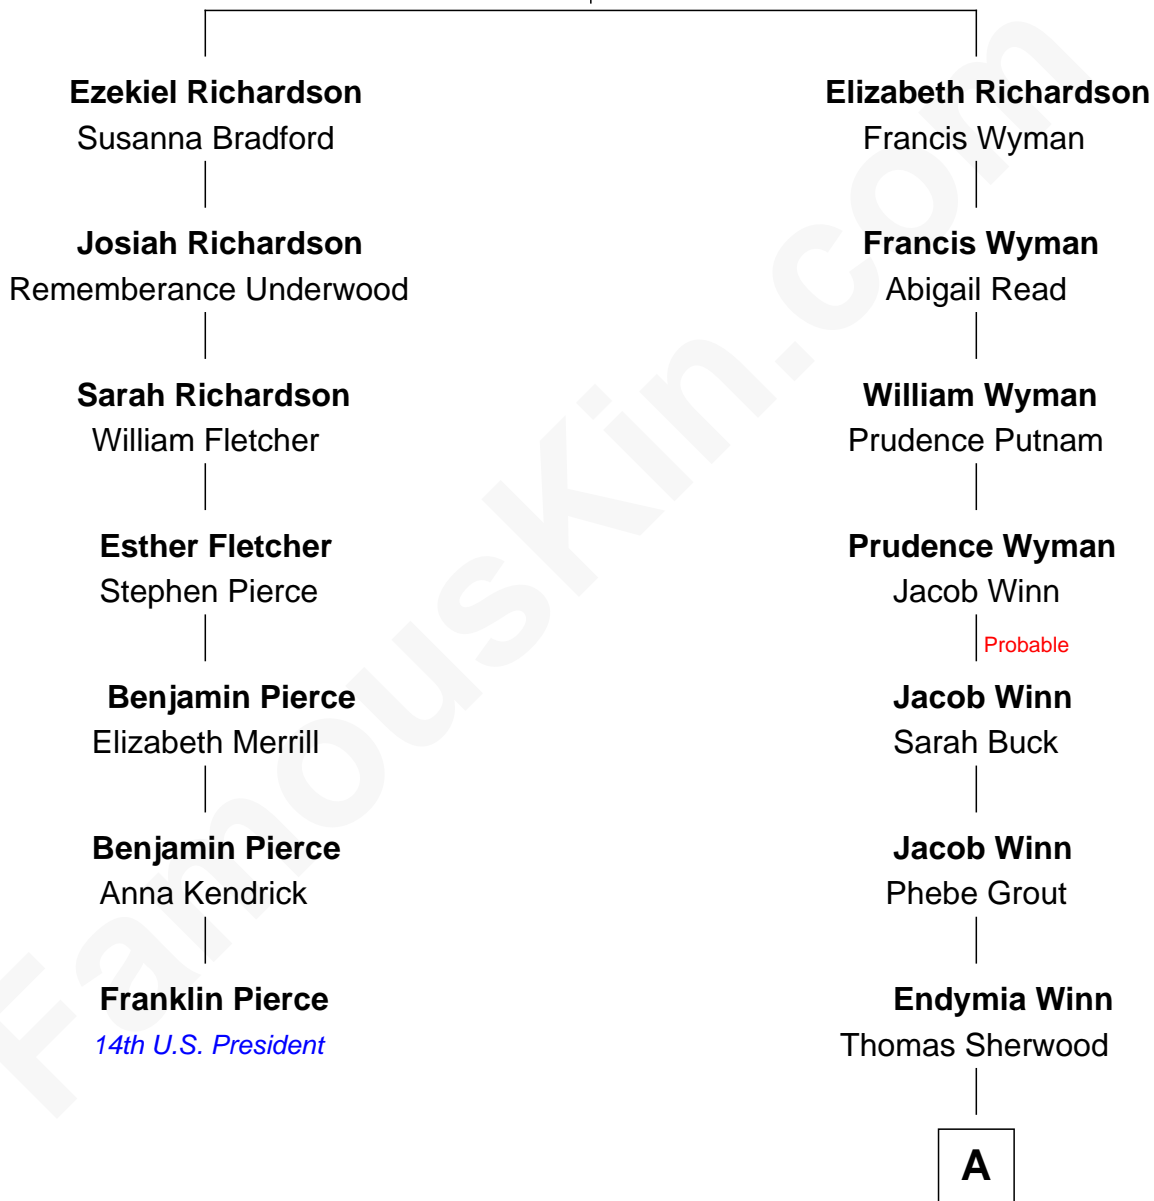 Ezekiel Richardson
Susanna Bradford
Josiah Richardson
Rememberance Underwood
Sarah Richardson
William Fletcher
Esther Fletcher
Stephen Pierce
Benjamin Pierce
Elizabeth Merrill
Benjamin Pierce
Anna Kendrick
Franklin Pierce
14th U.S. President
Elizabeth Richardson
Francis Wyman
Francis Wyman
Abigail Read
William Wyman
Prudence Putnam
Prudence Wyman
Jacob Winn
Probable
Jacob Winn
Sarah Buck
Jacob Winn
Phebe Grout
Endymia Winn
Thomas Sherwood
A
FamousKin.com